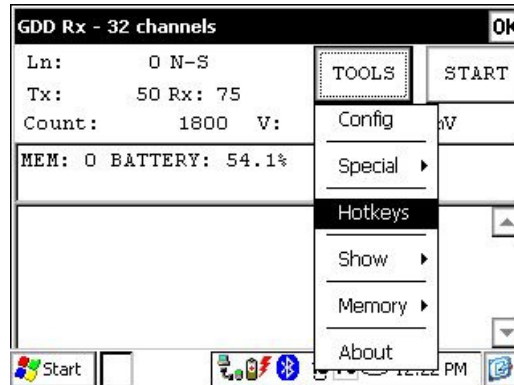 GDD Rx - 32 channels OK
Ln: 0 N-S
TOOLS START
Tx: 50 Rx: 75
Count: 1800 V:
Config
MEM: 0 BATTERY: 54.1%
Special
Hotkeys
Show
Memory
About
Start PM